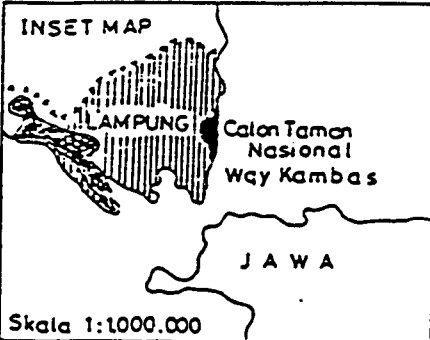 INSET MAP
LAMPUNG
Calon Taman
Nasional
Way Kambas
JAWA
Skala 1:1.000.000